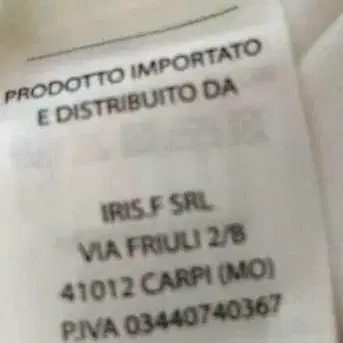 PRODOTTO IMPORTATO
E DISTRIBUITO DA
IRIS.F SRL
VIA FRIULI 2/B
41012 CARPI (MO)
P.IVA 03440740367